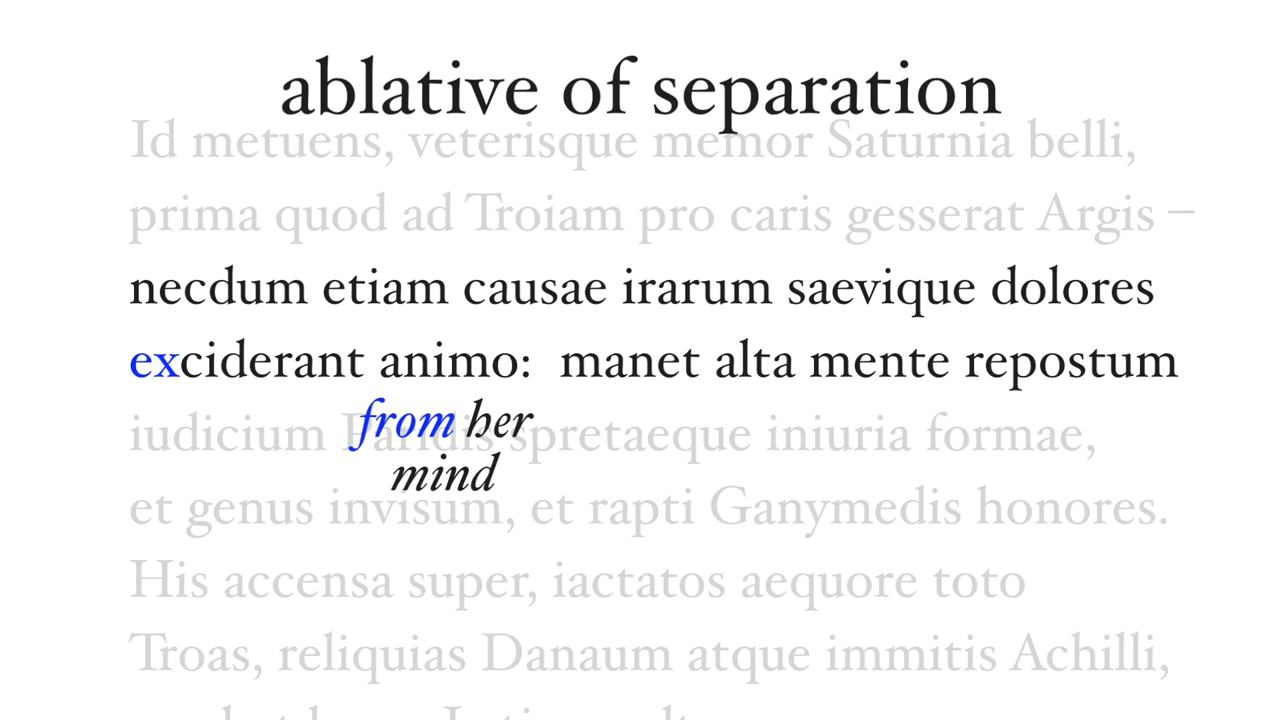 ablative of separation
Id metuens, veterisque memor Saturnia belli,
prima quod ad Troiam pro caris gesserat Argis –
necdum etiam causae irarum saevique dolores
exciderant animo: manet alta mente repostum
from her
mind
iudicium Paridis spretaeque iniuria formae,
et genus invisum, et rapti Ganymedis honores.
His accensa super, iactatos aequore toto
Troas, reliquias Danaum atque immitis Achilli,